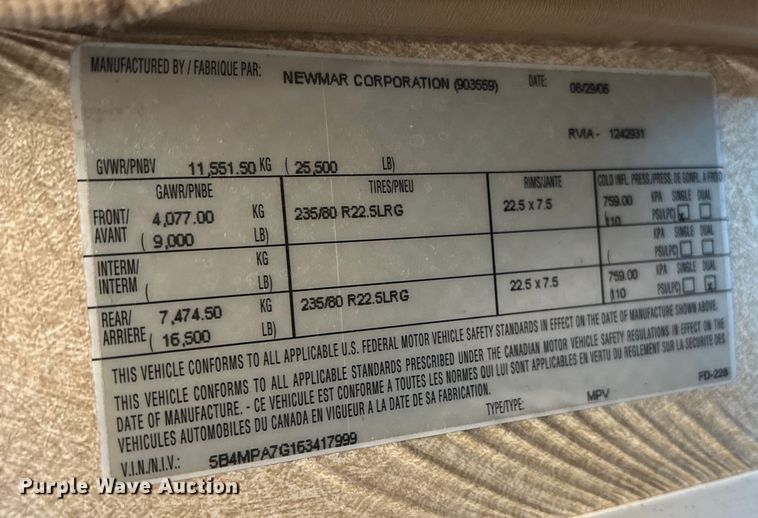 MANUFACTURED BY / FABRIQUE PAR: NEWMAR CORPORATION (903559) DATE: 08/29/05
RVIA - 1242931
GVWR/PNBV 11,551.50 KG ( 25,500 LB)
GAWR/PNBE TIRES/PNEU RIMS/JANTE COLD INFL. PRESS./PRESS. DE GONFL. A FROID
FRONT/ 4,077.00 KG 235/80 R22.5LRG 22.5 x 7.5 759.00 KPA SINGLE DUAL
AVANT ( 9,000 LB) 110 PSI/LPC) x
INTERM/ KG KPA SINGLE DUAL
INTERM ( LB) ( PSI/LPC)
REAR/ 7,474.50 KG 235/80 R22.5LRG 22.5 x 7.5 759.00 KPA SINGLE DUAL
ARRIERE ( 16,500 LB) 110 PSI/LPC) x
THIS VEHICLE CONFORMS TO ALL APPLICABLE U.S. FEDERAL MOTOR VEHICLE SAFETY STANDARDS IN EFFECT ON THE DATE OF MANUFACTURE SHOWN ABOVE.
THIS VEHICLE CONFORMS TO ALL APPLICABLE STANDARDS PRESCRIBED UNDER THE CANADIAN MOTOR VEHICLE SAFETY REGULATIONS IN EFFECT ON THE
DATE OF MANUFACTURE. - CE VEHICULE EST CONFORME A TOUTES LES NORMES QUI LUI SONT APPLICABLES EN VERTU DU REGLEMENT SUR LA SECURITE DES
VEHICULES AUTOMOBILES DU CANADA EN VIGUEUR A LA DATE DE SA FABRICATION.
TYPE/TYPE: MPV FD-228
V.I.N./N.I.V.: 5B4MPA7G163417999
Purple Wave Auction